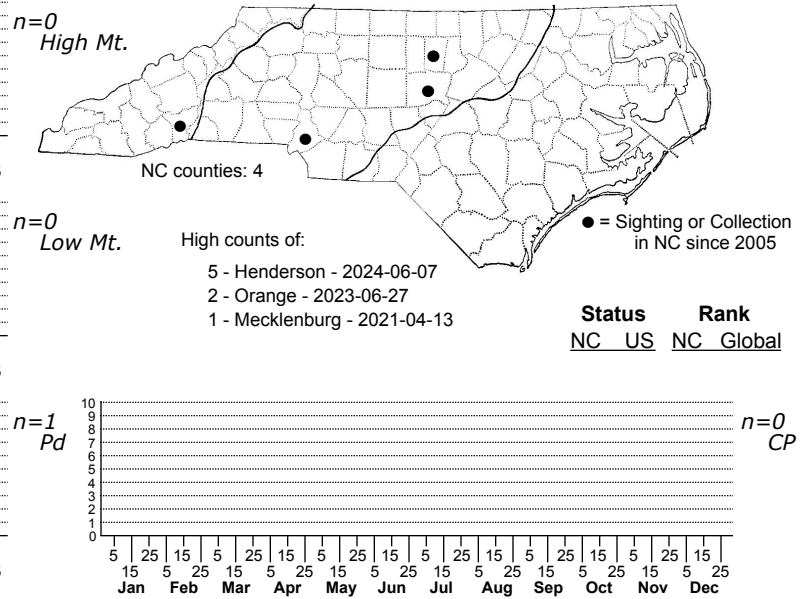 n=0
High Mt.
NC counties: 4
n=0
Low Mt.
High counts of:
5 - Henderson - 2024-06-07
2 - Orange - 2023-06-27
1 - Mecklenburg - 2021-04-13
= Sighting or Collection
in NC since 2005
Status Rank
NC US NC Global
n=1
Pd
n=0
CP
10
9
8
7
6
5
4
3
2
1
0
5 25 15 5 25 15 5 25 15 5 25 15 5 25 15 5 25 15
15 5 25 15 5 25 15 5 25 15 5 25 15 5 25 15 5 25
Jan Feb Mar Apr May Jun Jul Aug Sep Oct Nov Dec